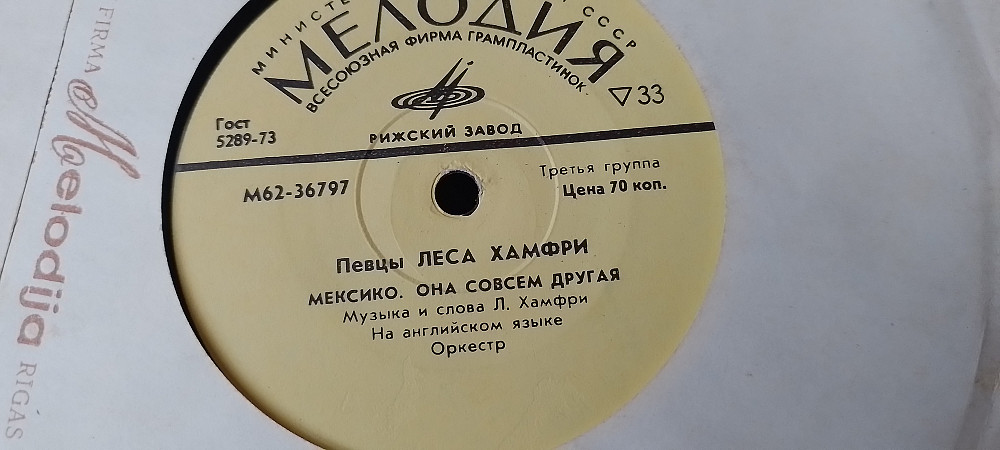 МИНИСТЕ СССР
МЕЛОДИЯ
ВСЕСОЮЗНАЯ ФИРМА ГРАМПЛАСТИНОК
33
Гост
5289-73
РИЖСКИЙ ЗАВОД
М62-36797
Третья группа
Цена 70 коп.
Певцы ЛЕСА ХАМФРИ
МЕКСИКО. ОНА СОВСЕМ ДРУГАЯ
Музыка и слова Л. Хамфри
На английском языке
Оркестр
FIRMA Melodija RIGĀS